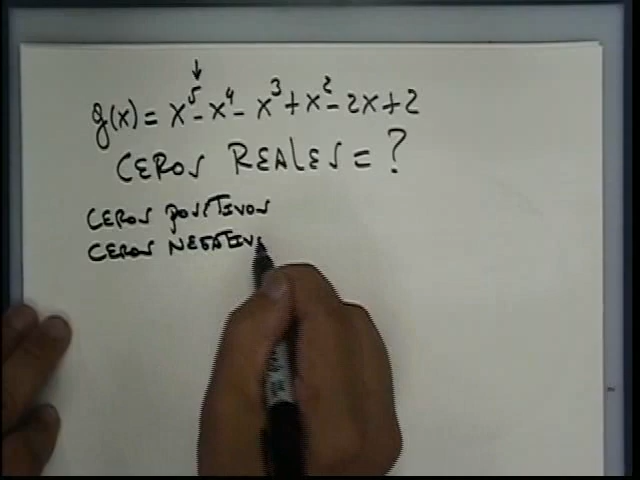 g(x) = x⁵ - x⁴ - x³ + x² - 2x + 2
CEROS REALES = ?
CEROS POSITIVOS
CEROS NEGATIV